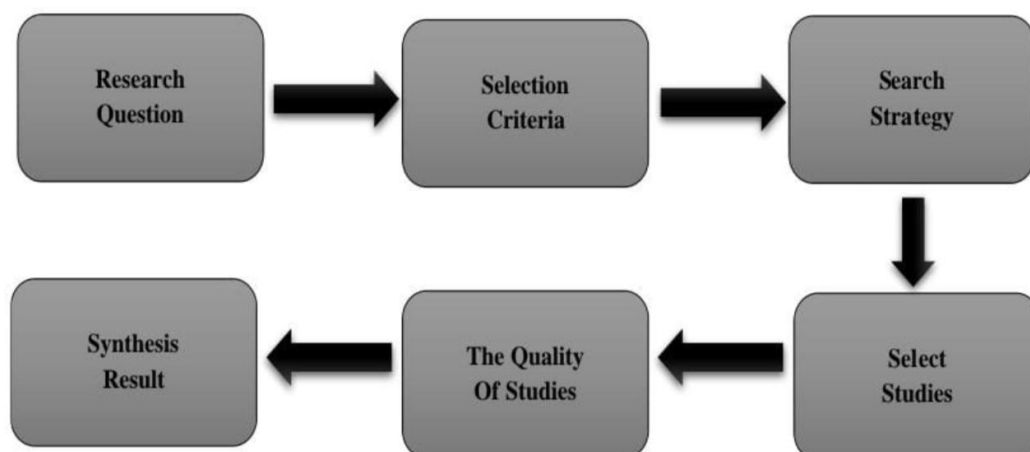 Research
Question
Selection
Criteria
Search
Strategy
Select
Studies
The Quality
Of Studies
Synthesis
Result